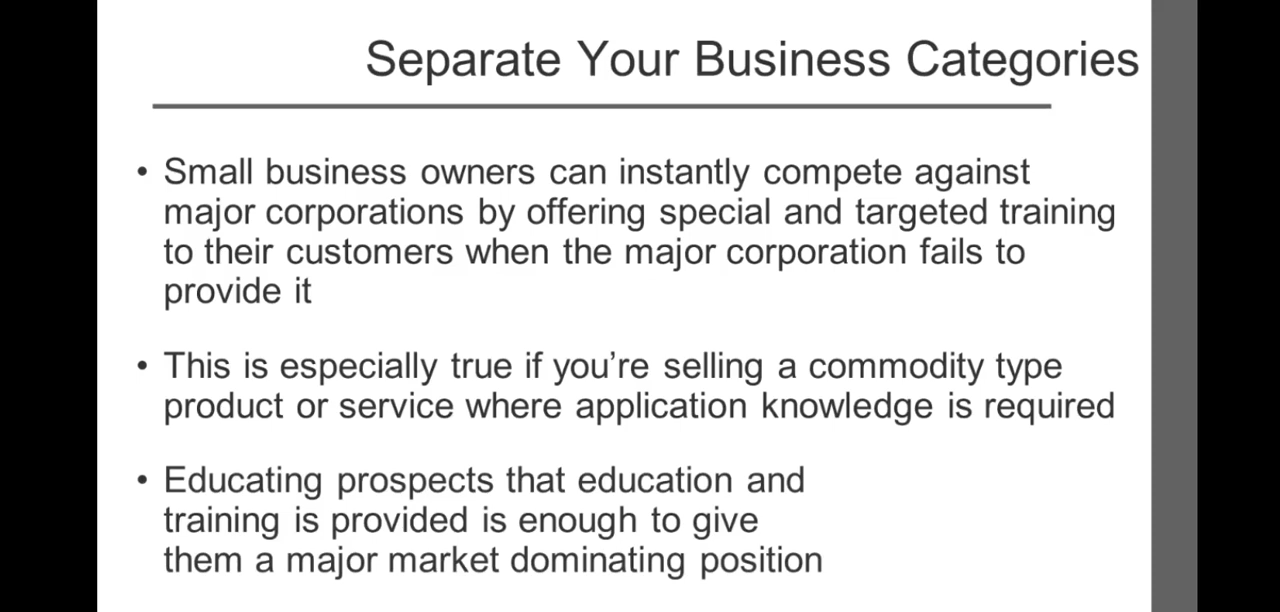 Separate Your Business Categories
• Small business owners can instantly compete against
major corporations by offering special and targeted training
to their customers when the major corporation fails to
provide it
• This is especially true if you’re selling a commodity type
product or service where application knowledge is required
• Educating prospects that education and
training is provided is enough to give
them a major market dominating position